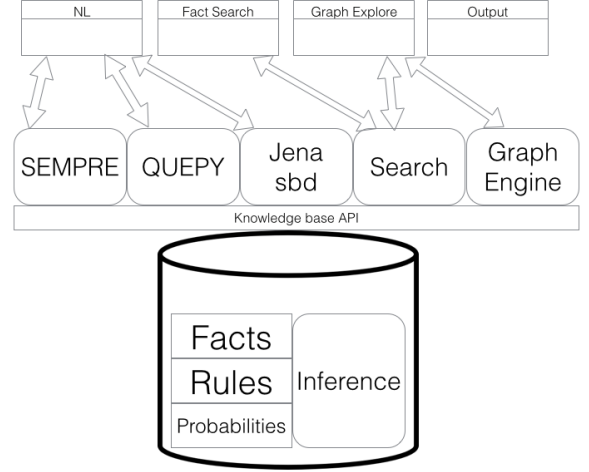 NL
Fact Search
Graph Explore
Output
SEMPRE
QUEPY
Jena
sbd
Search
Graph
Engine
Knowledge base API
Facts
Rules
Probabilities
Inference